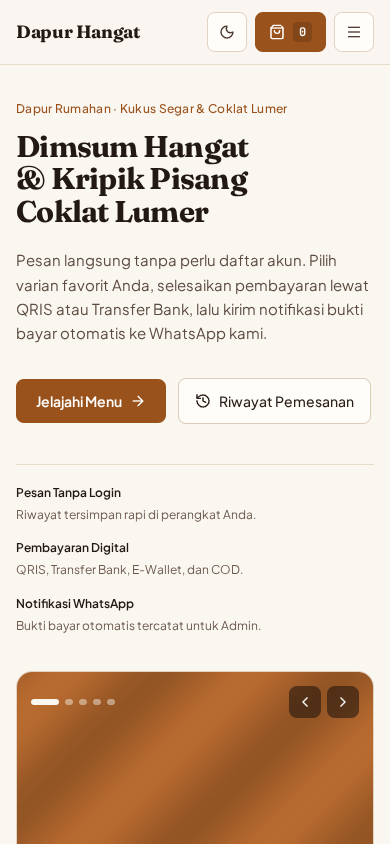 Dapur Hangat
0
Dapur Rumahan · Kukus Segar & Coklat Lumer
Dimsum Hangat
& Kripik Pisang
Coklat Lumer
Pesan langsung tanpa perlu daftar akun. Pilih
varian favorit Anda, selesaikan pembayaran lewat
QRIS atau Transfer Bank, lalu kirim notifikasi bukti
bayar otomatis ke WhatsApp kami.
Jelajahi Menu
Riwayat Pemesanan
Pesan Tanpa Login
Riwayat tersimpan rapi di perangkat Anda.
Pembayaran Digital
QRIS, Transfer Bank, E-Wallet, dan COD.
Notifikasi WhatsApp
Bukti bayar otomatis tercatat untuk Admin.